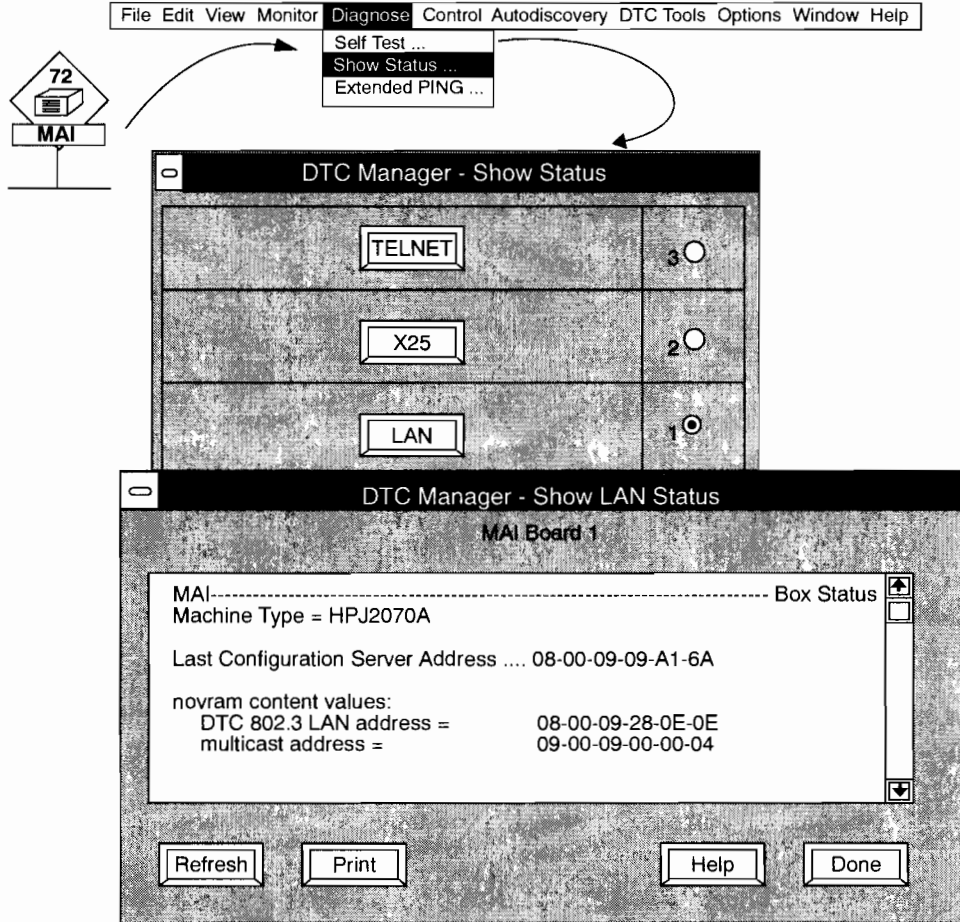 File Edit View Monitor Diagnose Control Autodiscovery DTC Tools Options Window Help
Self Test ...
Show Status ...
Extended PING ...
72
MAI
DTC Manager - Show Status
TELNET
3
X25
2
LAN
1
DTC Manager - Show LAN Status
MAI Board 1
MAI------------------------------------------------------------------------ Box Status
Machine Type = HPJ2070A
Last Configuration Server Address .... 08-00-09-09-A1-6A
novram content values:
DTC 802.3 LAN address = 08-00-09-28-0E-0E
multicast address = 09-00-09-00-00-04
Refresh Print Help Done